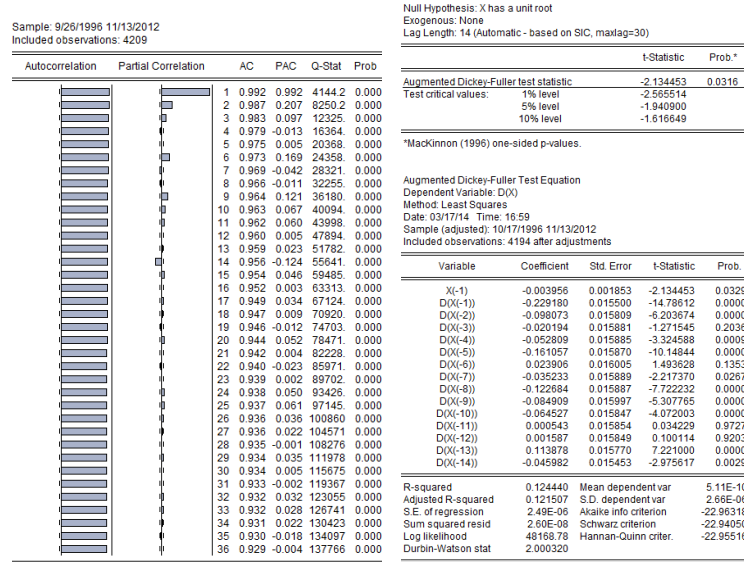 Sample: 9/26/1996 11/13/2012
Included observations: 4209
Autocorrelation Partial Correlation AC PAC Q-Stat Prob
1 0.992 0.992 4144.2 0.000
2 0.987 0.207 8250.2 0.000
3 0.983 0.097 12325. 0.000
4 0.979 -0.013 16364. 0.000
5 0.975 0.005 20368. 0.000
6 0.973 0.169 24358. 0.000
7 0.969 -0.042 28321. 0.000
8 0.966 -0.011 32255. 0.000
9 0.964 0.121 36180. 0.000
10 0.963 0.067 40094. 0.000
11 0.962 0.060 43998. 0.000
12 0.960 0.005 47894. 0.000
13 0.959 0.023 51782. 0.000
14 0.956 -0.124 55641. 0.000
15 0.954 0.046 59485. 0.000
16 0.952 0.003 63313. 0.000
17 0.949 0.034 67124. 0.000
18 0.947 0.009 70920. 0.000
19 0.946 -0.012 74703. 0.000
20 0.944 0.052 78471. 0.000
21 0.942 0.004 82228. 0.000
22 0.940 -0.023 85971. 0.000
23 0.939 0.002 89702. 0.000
24 0.938 0.050 93426. 0.000
25 0.937 0.061 97145. 0.000
26 0.936 0.036 100860 0.000
27 0.936 0.022 104571 0.000
28 0.935 -0.001 108276 0.000
29 0.934 0.035 111978 0.000
30 0.934 0.005 115675 0.000
31 0.933 -0.002 119367 0.000
32 0.932 0.032 123055 0.000
33 0.932 0.028 126741 0.000
34 0.931 0.022 130423 0.000
35 0.930 -0.018 134097 0.000
36 0.929 -0.004 137766 0.000
Null Hypothesis: X has a unit root
Exogenous: None
Lag Length: 14 (Automatic - based on SIC, maxlag=30)
t-Statistic Prob.*
Augmented Dickey-Fuller test statistic -2.134453 0.0316
Test critical values: 1% level -2.565514
5% level -1.940900
10% level -1.616649
*MacKinnon (1996) one-sided p-values.
Augmented Dickey-Fuller Test Equation
Dependent Variable: D(X)
Method: Least Squares
Date: 03/17/14 Time: 16:59
Sample (adjusted): 10/17/1996 11/13/2012
Included observations: 4194 after adjustments
Variable Coefficient Std. Error t-Statistic Prob.
X(-1) -0.003956 0.001853 -2.134453 0.0329
D(X(-1)) -0.229180 0.015500 -14.78612 0.0000
D(X(-2)) -0.098073 0.015809 -6.203674 0.0000
D(X(-3)) -0.020194 0.015881 -1.271545 0.2036
D(X(-4)) -0.052809 0.015885 -3.324588 0.0009
D(X(-5)) -0.161057 0.015870 -10.14844 0.0000
D(X(-6)) 0.023906 0.016005 1.493628 0.1353
D(X(-7)) -0.035233 0.015889 -2.217370 0.0267
D(X(-8)) -0.122684 0.015887 -7.722232 0.0000
D(X(-9)) -0.084909 0.015997 -5.307765 0.0000
D(X(-10)) -0.064527 0.015847 -4.072003 0.0000
D(X(-11)) 0.000543 0.015854 0.034229 0.9727
D(X(-12)) 0.001587 0.015849 0.100114 0.9203
D(X(-13)) 0.113878 0.015770 7.221000 0.0000
D(X(-14)) -0.045982 0.015453 -2.975617 0.0029
R-squared 0.124440 Mean dependent var 5.11E-10
Adjusted R-squared 0.121507 S.D. dependent var 2.66E-06
S.E. of regression 2.49E-06 Akaike info criterion -22.96318
Sum squared resid 2.60E-08 Schwarz criterion -22.94050
Log likelihood 48168.78 Hannan-Quinn criter. -22.95516
Durbin-Watson stat 2.000320